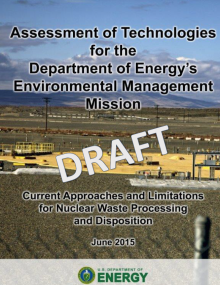 Assessment of Technologies
for the
Department of Energy's
Environmental Management
Mission
DRAFT
Current Approaches and Limitations
for Nuclear Waste Processing
and Disposition
June 2015
U.S. DEPARTMENT OF
ENERGY